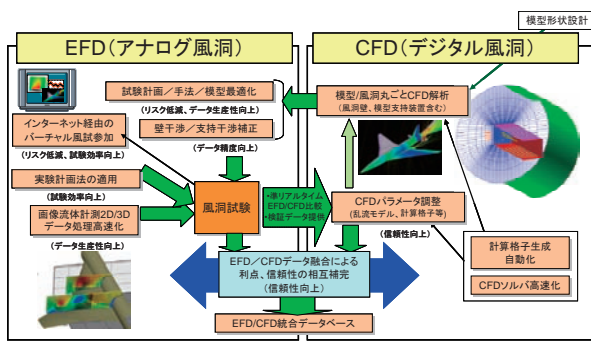 模型形状設計
EFD（アナログ風洞）
CFD（デジタル風洞）
試験計画／手法／模型最適化
(リスク低減、データ生産性向上)
壁干渉／支持干渉補正
(データ精度向上)
インターネット経由の
バーチャル風試参加
(リスク低減、試験効率向上)
実験計画法の適用
(試験効率向上)
画像流体計測2D/3D
データ処理高速化
(データ生産性向上)
風洞試験
・準リアルタイム
EFD/CFD比較
・検証データ提供
模型/風洞丸ごとCFD解析
(風洞壁、模型支持装置含む)
CFDパラメータ調整
(乱流モデル、計算格子等)
(信頼性向上)
計算格子生成
自動化
CFDソルバ高速化
EFD／CFDデータ融合による
利点、信頼性の相互補完
(信頼性向上)
EFD/CFD統合データベース